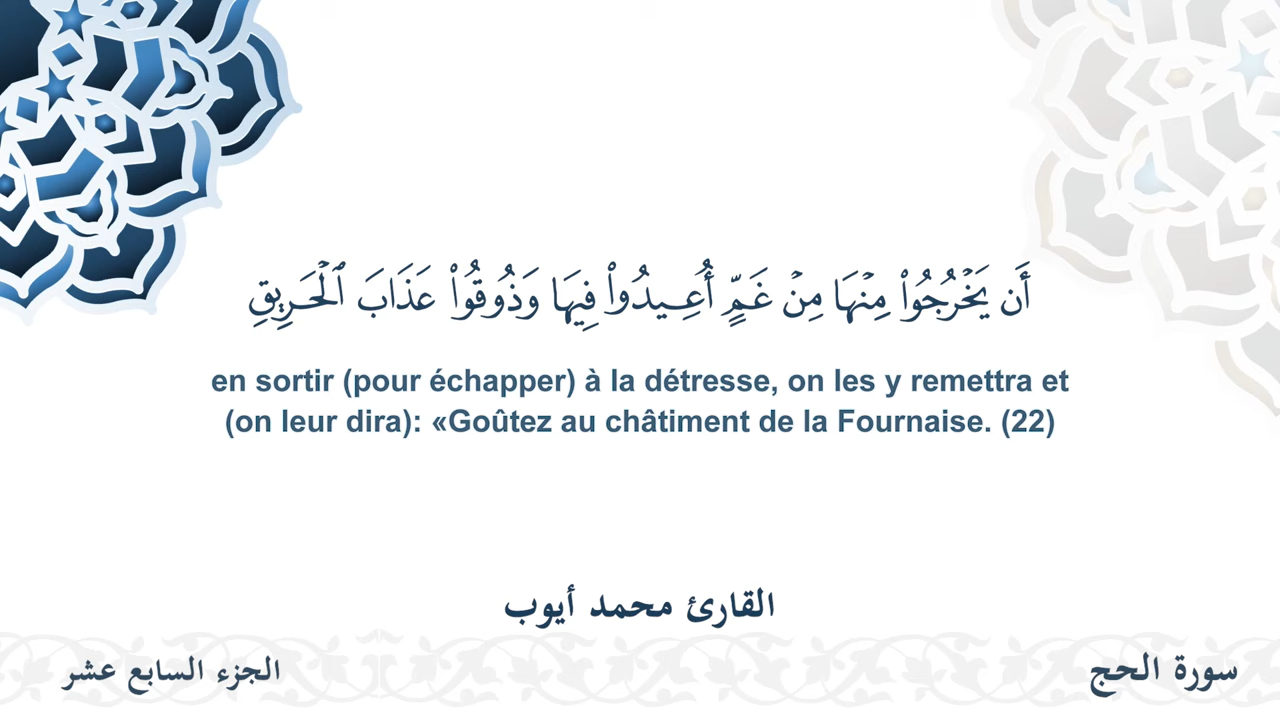 أَن يَخۡرُجُواْ مِنۡهَا مِنۡ غَمٍّ أُعِيدُواْ فِيهَا وَذُوقُواْ عَذَابَ ٱلۡحَرِيقِ
en sortir (pour échapper) à la détresse, on les y remettra et
(on leur dira): «Goûtez au châtiment de la Fournaise. (22)
القارئ محمد أيوب
سورة الحج
الجزء السابع عشر